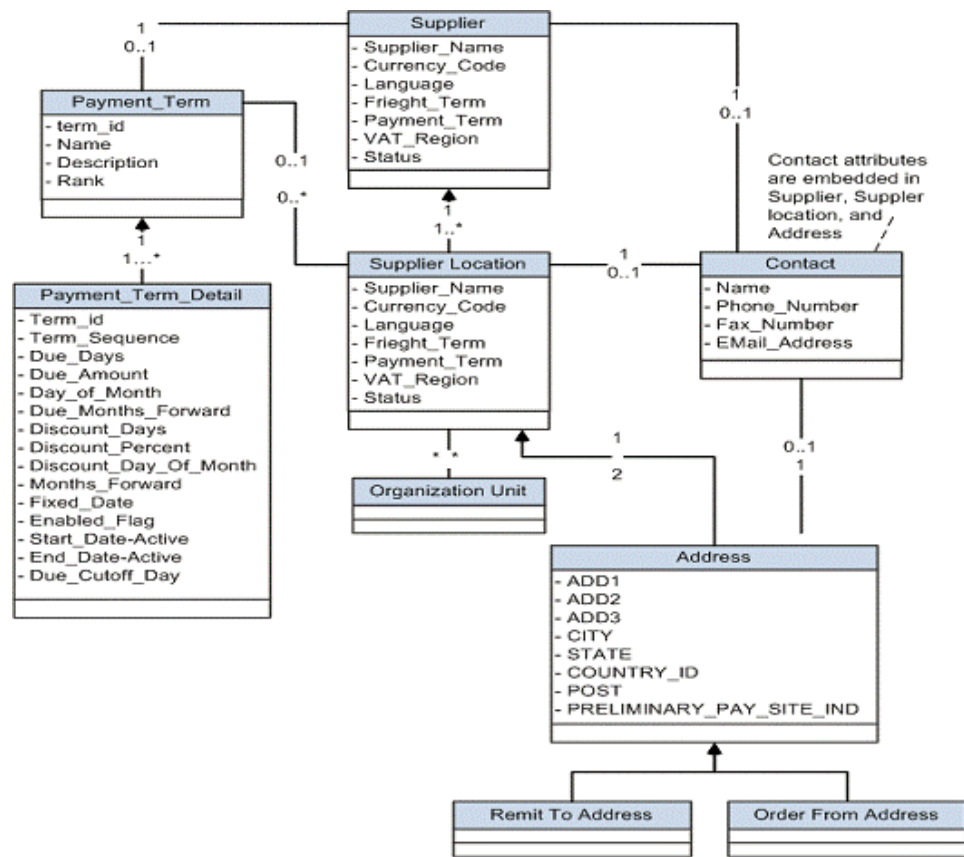 Supplier
- Supplier_Name
- Currency_Code
- Language
- Frieght_Term
- Payment_Term
- VAT_Region
- Status
1
0..1
Payment_Term
- term_id
- Name
- Description
- Rank
0..1
0..*
1
0..1
Contact attributes
are embedded in
Supplier, Suppler
location, and
Address
1
1...*
1
1..*
Payment_Term_Detail
- Term_id
- Term_Sequence
- Due_Days
- Due_Amount
- Day_of_Month
- Due_Months_Forward
- Discount_Days
- Discount_Percent
- Discount_Day_Of_Month
- Months_Forward
- Fixed_Date
- Enabled_Flag
- Start_Date-Active
- End_Date-Active
- Due_Cutoff_Day
Supplier Location
- Supplier_Name
- Currency_Code
- Language
- Frieght_Term
- Payment_Term
- VAT_Region
- Status
1
0..1
Contact
- Name
- Phone_Number
- Fax_Number
- EMail_Address
* *
Organization Unit
1
2
0..1
1
Address
- ADD1
- ADD2
- ADD3
- CITY
- STATE
- COUNTRY_ID
- POST
- PRELIMINARY_PAY_SITE_IND
Remit To Address
Order From Address